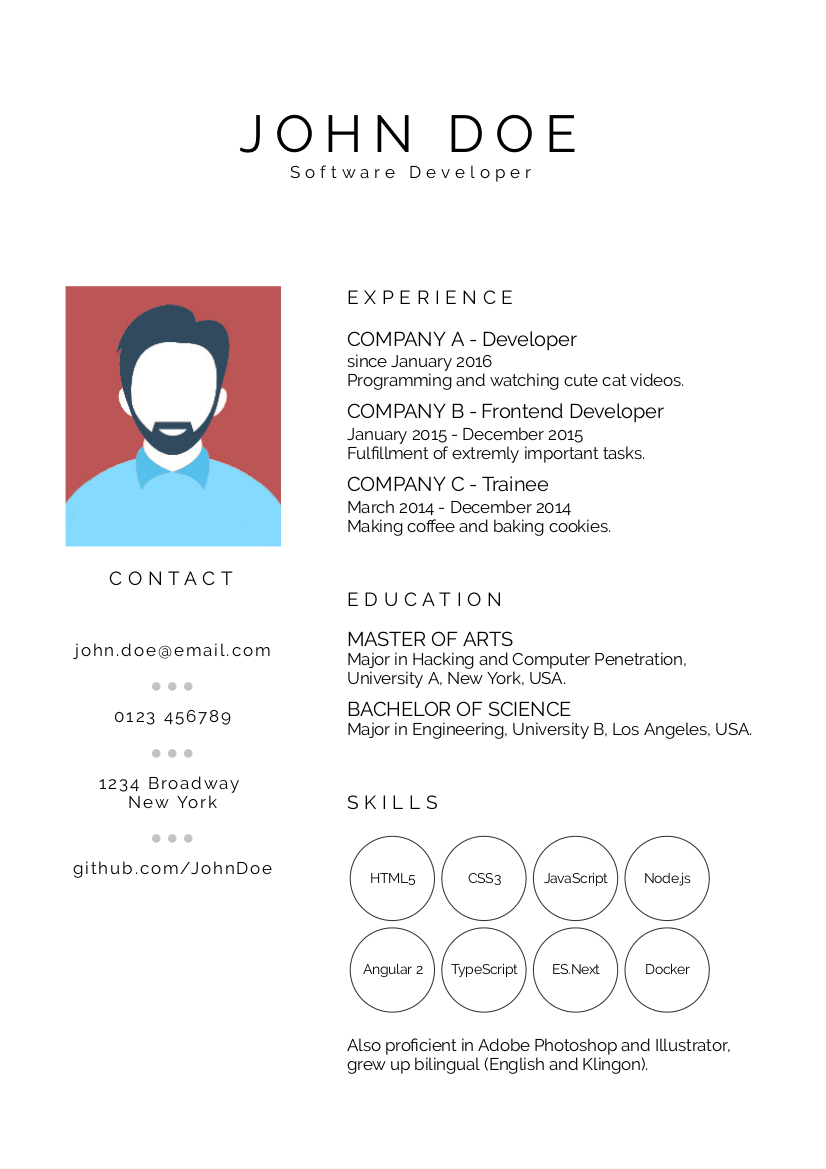 JOHN DOE
Software Developer
CONTACT
john.doe@email.com
0123 456789
1234 Broadway
New York
github.com/JohnDoe
EXPERIENCE
COMPANY A - Developer
since January 2016
Programming and watching cute cat videos.
COMPANY B - Frontend Developer
January 2015 - December 2015
Fulfillment of extremly important tasks.
COMPANY C - Trainee
March 2014 - December 2014
Making coffee and baking cookies.
EDUCATION
MASTER OF ARTS
Major in Hacking and Computer Penetration,
University A, New York, USA.
BACHELOR OF SCIENCE
Major in Engineering, University B, Los Angeles, USA.
SKILLS
HTML5 CSS3 JavaScript Node.js
Angular 2 TypeScript ES.Next Docker
Also proficient in Adobe Photoshop and Illustrator,
grew up bilingual (English and Klingon).